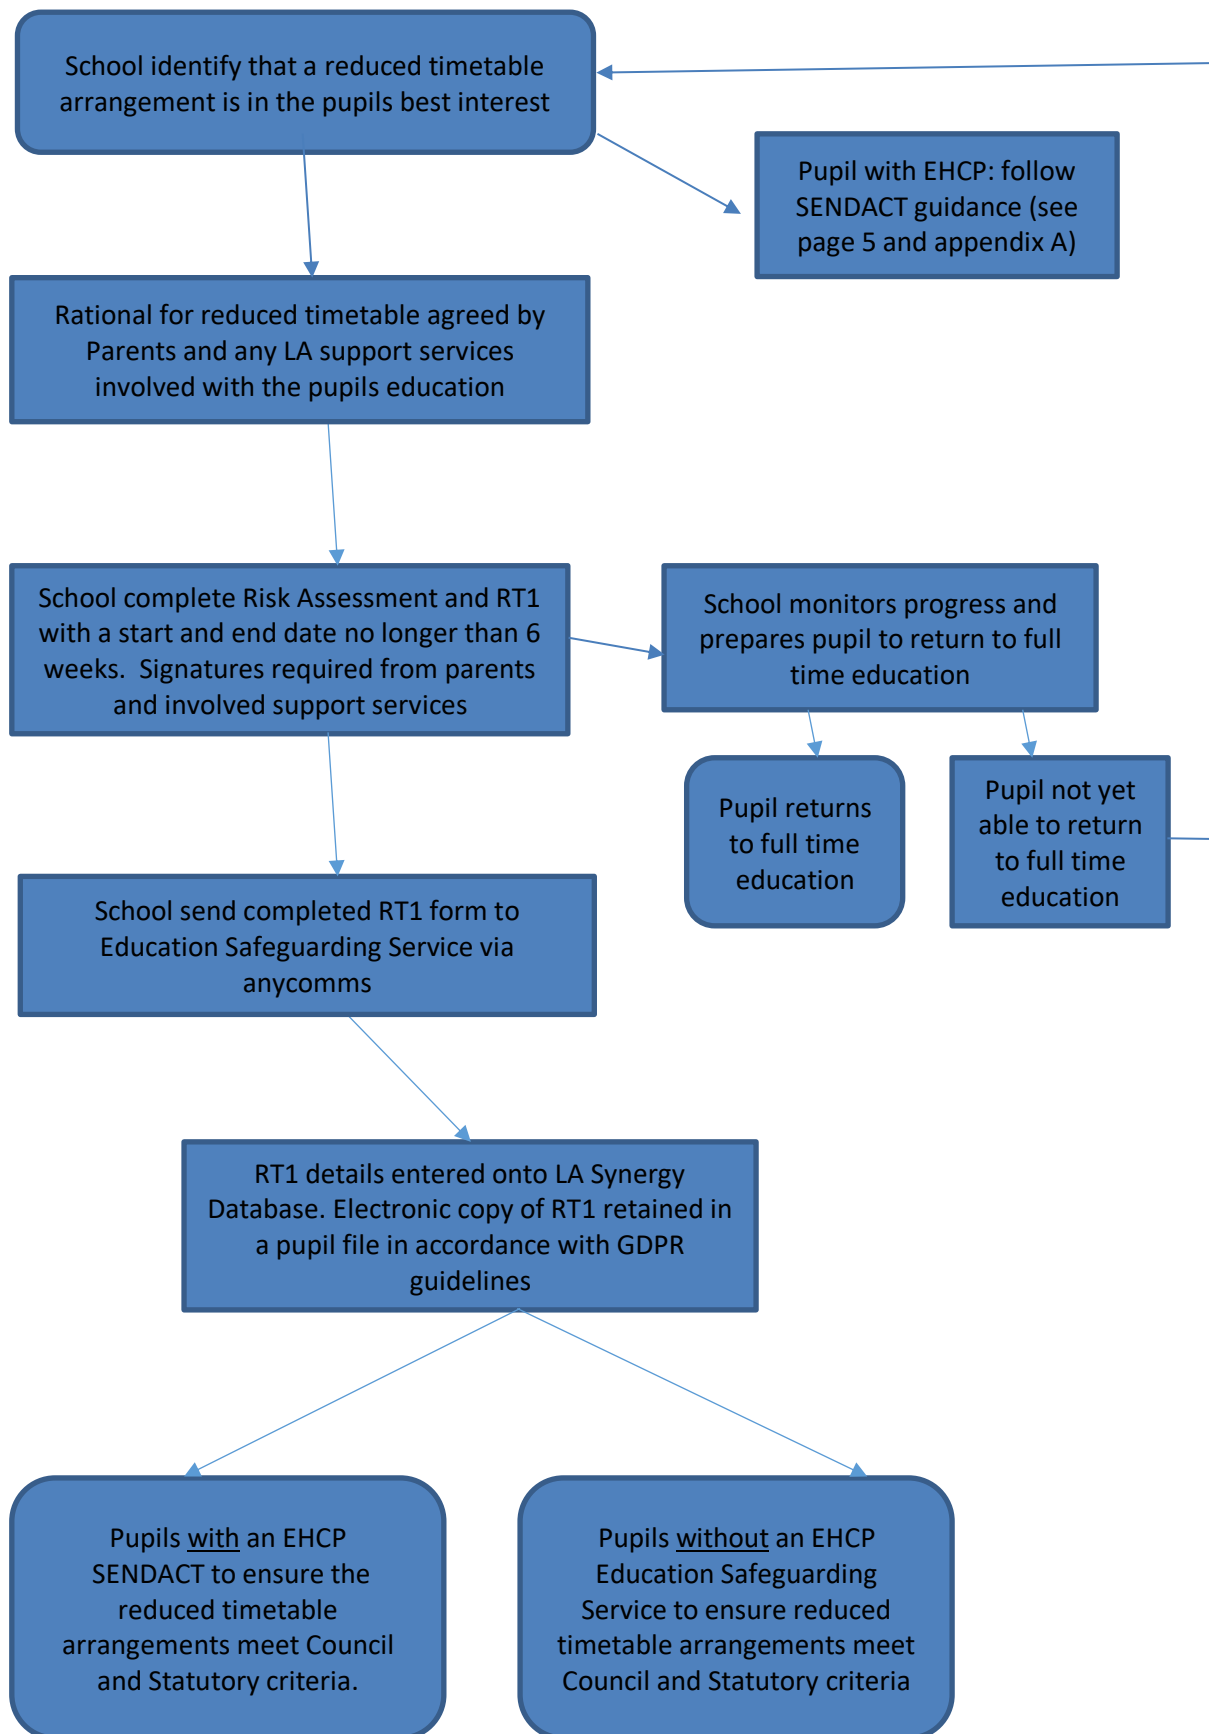 School identify that a reduced timetable
arrangement is in the pupils best interest
Pupil with EHCP: follow
SENDACT guidance (see
page 5 and appendix A)
Rational for reduced timetable agreed by
Parents and any LA support services
involved with the pupils education
School complete Risk Assessment and RT1
with a start and end date no longer than 6
weeks.  Signatures required from parents
and involved support services
School monitors progress and
prepares pupil to return to full
time education
Pupil returns
to full time
education
Pupil not yet
able to return
to full time
education
School send completed RT1 form to
Education Safeguarding Service via
anycomms
RT1 details entered onto LA Synergy
Database. Electronic copy of RT1 retained in
a pupil file in accordance with GDPR
guidelines
Pupils with an EHCP
SENDACT to ensure the
reduced timetable
arrangements meet Council
and Statutory criteria.
Pupils without an EHCP
Education Safeguarding
Service to ensure reduced
timetable arrangements meet
Council and Statutory criteria